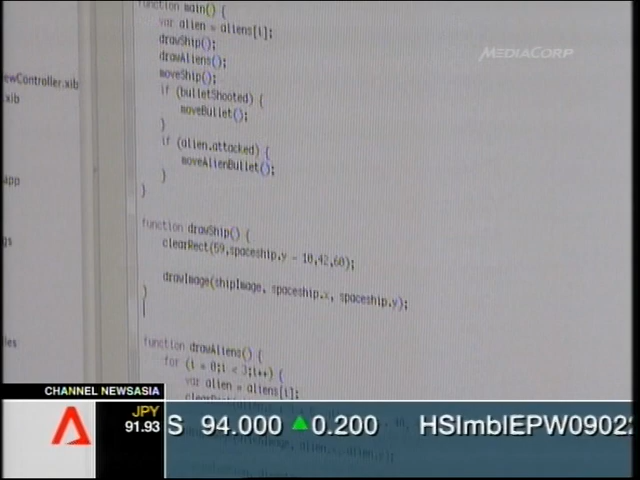 function main() {
var alien = aliens[i];
drawShip();
drawAliens();
moveShip();
if (bulletShooted) {
moveBullet();
}
if (alien.attacked) {
moveAlienBullet();
}
}
function drawShip() {
clearRect(59,spaceship.y - 10,42,60);
drawImage(shipImage, spaceship.x, spaceship.y);
}
function drawAliens() {
for (i = 0;i < 3;i++) {
var alien = aliens[i];
ewController.xib
.xib
app
gs
les
MEDIACORP
CHANNEL NEWSASIA
JPY
91.93
S 94.000 ▲0.200 HSImblEPW0902